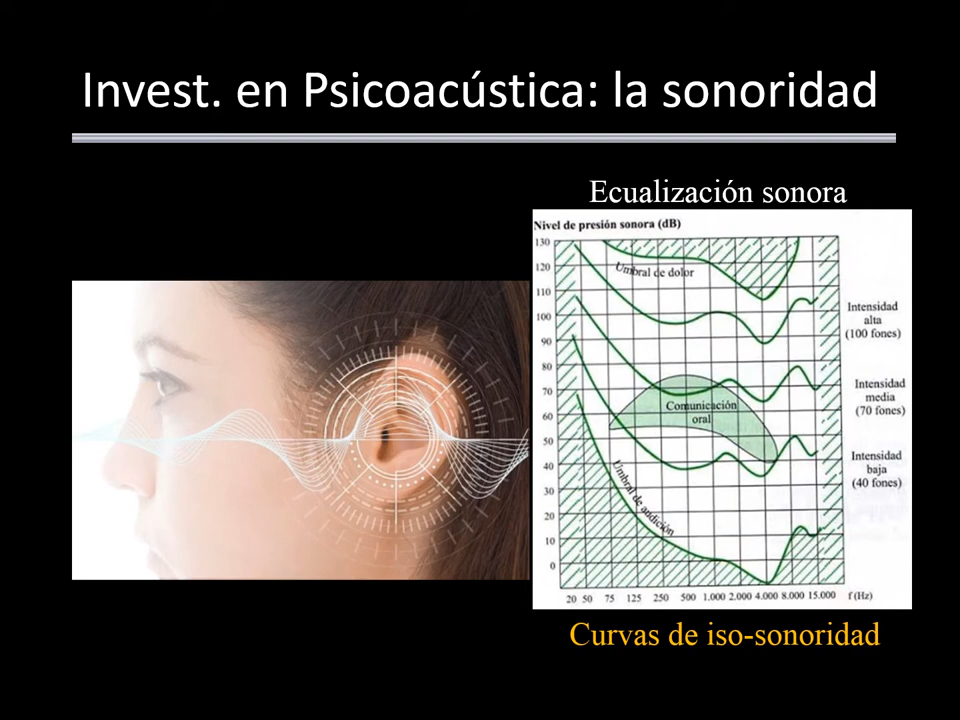 Invest. en Psicoacústica: la sonoridad
Ecualización sonora
Nivel de presión sonora (dB)
130
120
110
100
90
80
70
60
50
40
30
20
10
0
Umbral de dolor
Comunicación
oral
Umbral de audición
Intensidad
alta
(100 fones)
Intensidad
media
(70 fones)
Intensidad
baja
(40 fones)
20 50 75 125 250 500 1.000 2.000 4.000 8.000 15.000 f (Hz)
Curvas de iso-sonoridad